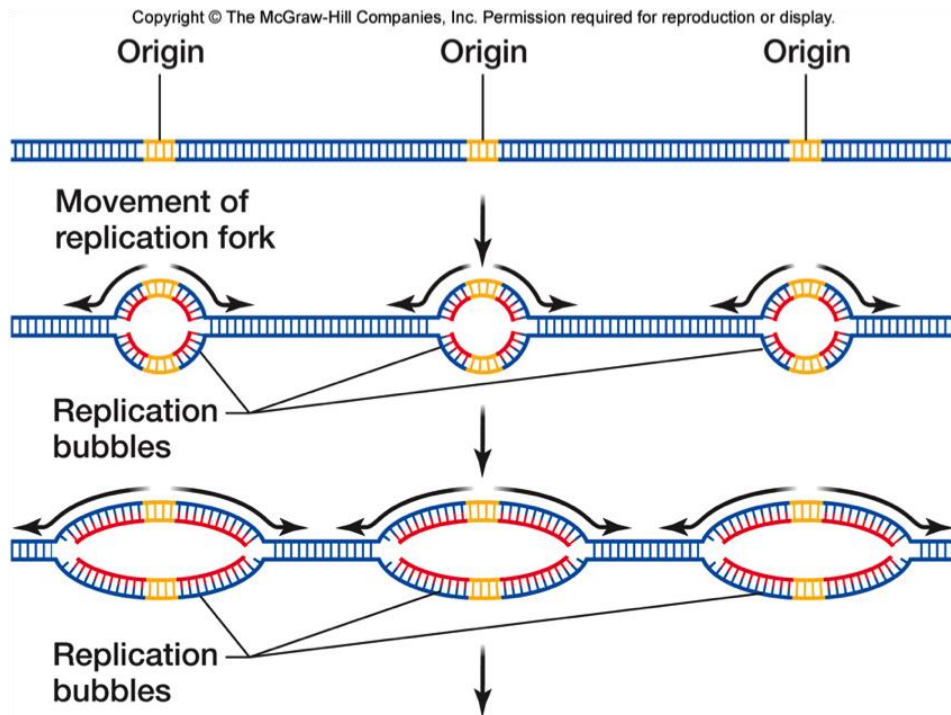 Copyright © The McGraw-Hill Companies, Inc. Permission required for reproduction or display.
Origin
Origin
Origin
Movement of
replication fork
Replication
bubbles
Replication
bubbles